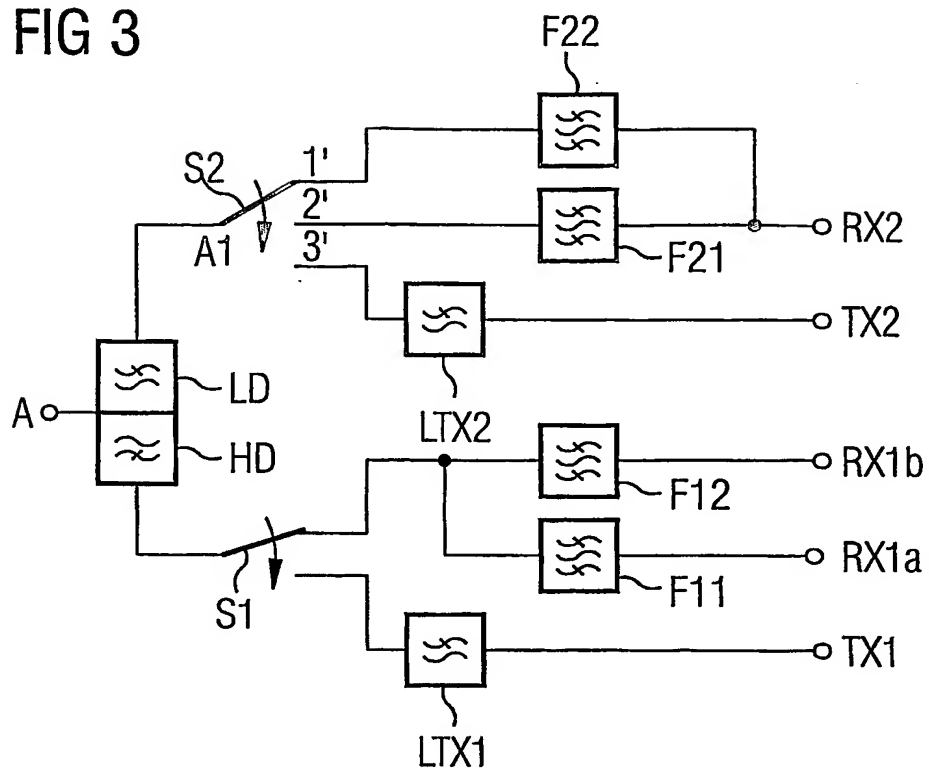 FIG 3
F22
S2
1'
2'
A1
3'
RX2
F21
TX2
LD
A
LTX2
HD
RX1b
F12
RX1a
S1
F11
TX1
LTX1